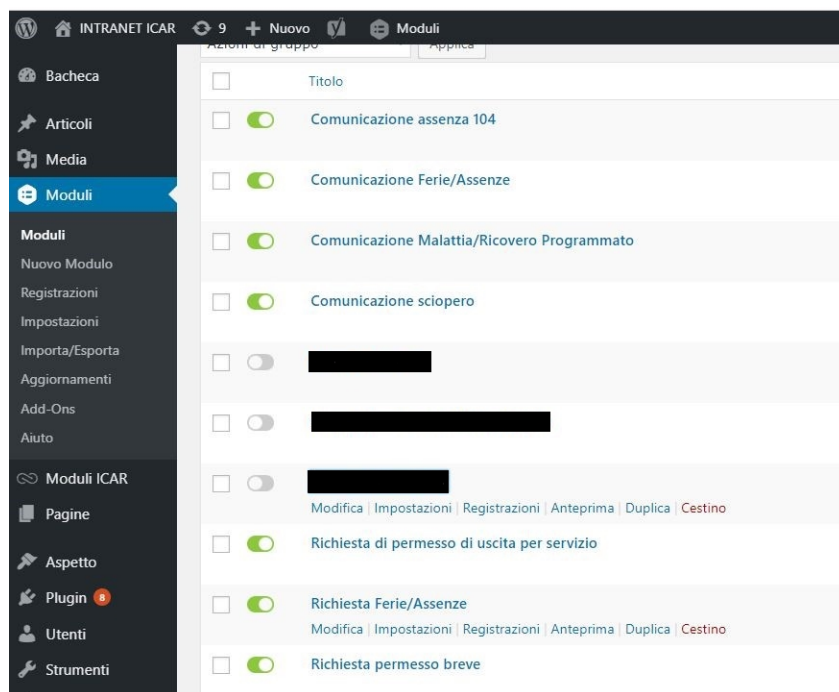 INTRANET ICAR 9 + Nuovo Moduli
Azioni di gruppo Applica
Bacheca
Titolo
Articoli
Comunicazione assenza 104
Media
Comunicazione Ferie/Assenze
Moduli
Moduli
Comunicazione Malattia/Ricovero Programmato
Nuovo Modulo
Registrazioni
Comunicazione sciopero
Impostazioni
Importa/Esporta
Aggiornamenti
Add-Ons
Aiuto
Moduli ICAR
Pagine
Modifica | Impostazioni | Registrazioni | Anteprima | Duplica | Cestino
Richiesta di permesso di uscita per servizio
Aspetto
Plugin 8
Richiesta Ferie/Assenze
Modifica | Impostazioni | Registrazioni | Anteprima | Duplica | Cestino
Utenti
Strumenti
Richiesta permesso breve